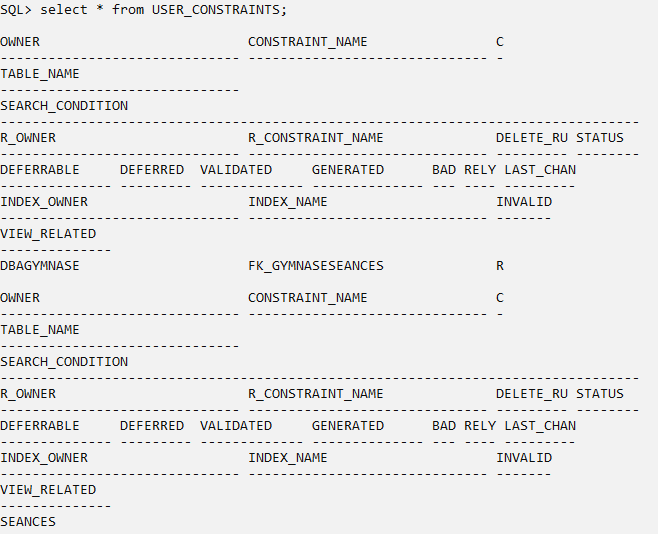 SQL> select * from USER_CONSTRAINTS;
OWNER                          CONSTRAINT_NAME                C
------------------------------ ------------------------------ -
TABLE_NAME
------------------------------
SEARCH_CONDITION
--------------------------------------------------------------------------------
R_OWNER                        R_CONSTRAINT_NAME              DELETE_RU STATUS
------------------------------ ------------------------------ --------- --------
DEFERRABLE     DEFERRED  VALIDATED     GENERATED      BAD RELY LAST_CHAN
-------------- --------- ------------- -------------- --- ---- ---------
INDEX_OWNER                    INDEX_NAME                     INVALID
------------------------------ ------------------------------ -------
VIEW_RELATED
--------------
DBAGYMNASE                     FK_GYMNASESEANCES              R
OWNER                          CONSTRAINT_NAME                C
------------------------------ ------------------------------ -
TABLE_NAME
------------------------------
SEARCH_CONDITION
--------------------------------------------------------------------------------
R_OWNER                        R_CONSTRAINT_NAME              DELETE_RU STATUS
------------------------------ ------------------------------ --------- --------
DEFERRABLE     DEFERRED  VALIDATED     GENERATED      BAD RELY LAST_CHAN
-------------- --------- ------------- -------------- --- ---- ---------
INDEX_OWNER                    INDEX_NAME                     INVALID
------------------------------ ------------------------------ -------
VIEW_RELATED
--------------
SEANCES